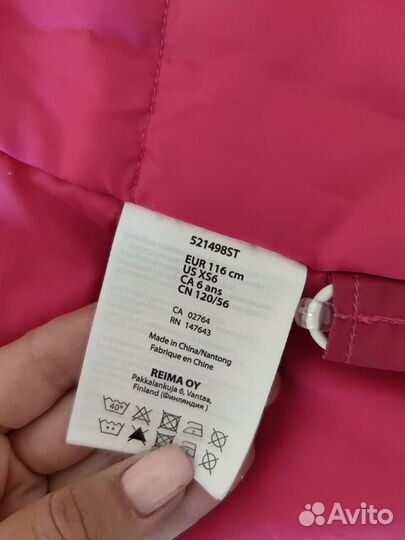 521498ST
EUR 116 cm
US XS6
CA 6 ans
CN 120/56
CA 02764
RN 147643
Made in China/Nantong
Fabrique en Chine
REIMA OY
Pakkalankuja 6, Vantaa,
Finland (Финляндия)
40°
Avito